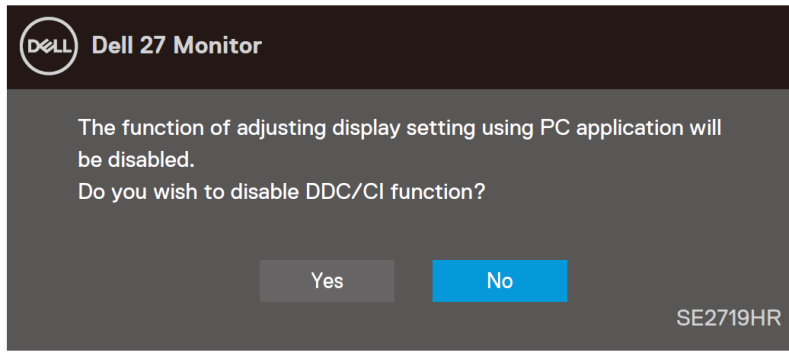 DELL
Dell 27 Monitor
The function of adjusting display setting using PC application will
be disabled.
Do you wish to disable DDC/CI function?
Yes
No
SE2719HR